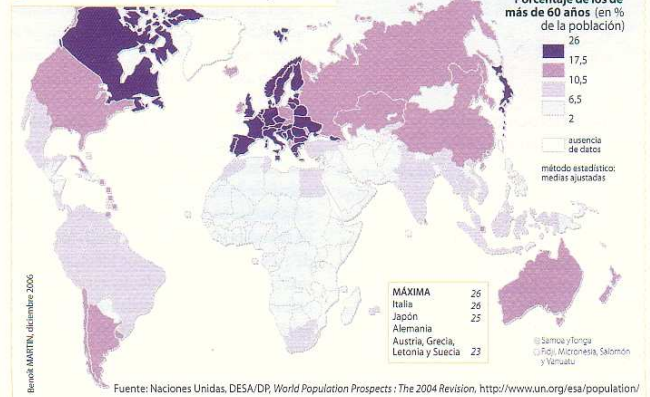 Porcentaje de los de
más de 60 años (en %
de la población)
26
17,5
10,5
6,5
2
ausencia
de datos
método estadístico:
medias ajustadas
MÁXIMA 26
Italia 26
Japón 25
Alemania
Austria, Grecia,
Letonia y Suecia 23
Samoa y Tonga
Fidji, Micronesia, Salomón
y Vanuatu
Benoit MARTIN, diciembre 2006
Fuente: Naciones Unidas, DESA/DP, World Population Prospects : The 2004 Revision, http://www.un.org/esa/population/